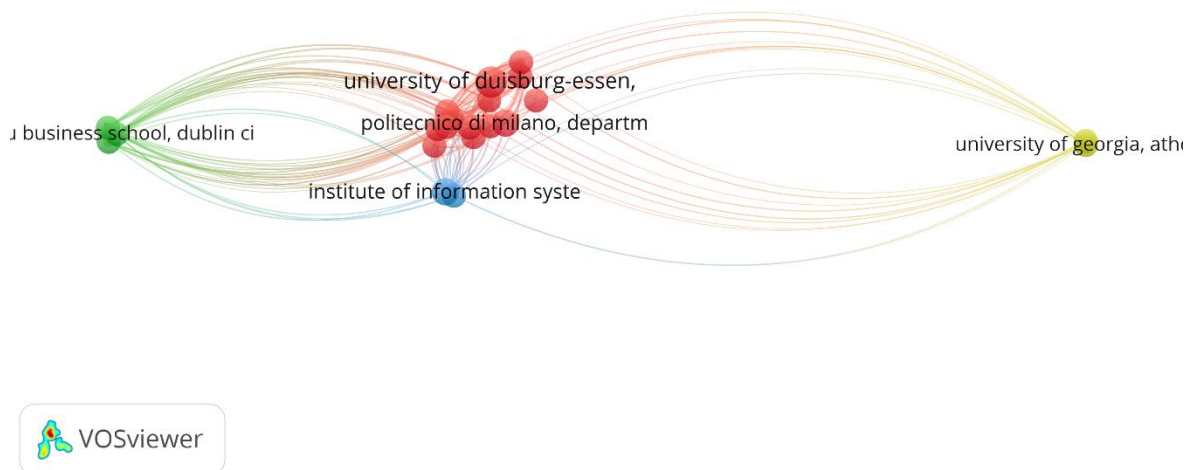 university of duisburg-essen,
politecnico di milano, departm
u business school, dublin ci
university of georgia, athe
institute of information syste
VOSviewer